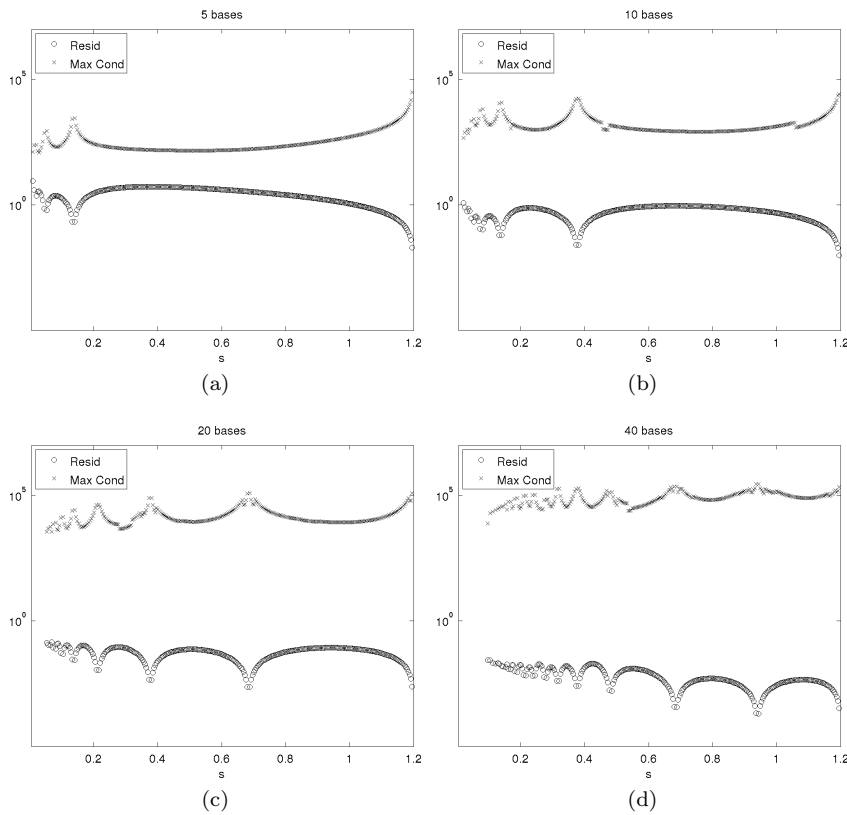 5 bases
Resid
Max Cond
10^5
10^0
0.2 0.4 0.6 0.8 1 1.2
s
(a)
10 bases
Resid
Max Cond
10^5
10^0
0.2 0.4 0.6 0.8 1 1.2
s
(b)
20 bases
Resid
Max Cond
10^5
10^0
0.2 0.4 0.6 0.8 1 1.2
s
(c)
40 bases
Resid
Max Cond
10^5
10^0
0.2 0.4 0.6 0.8 1 1.2
s
(d)